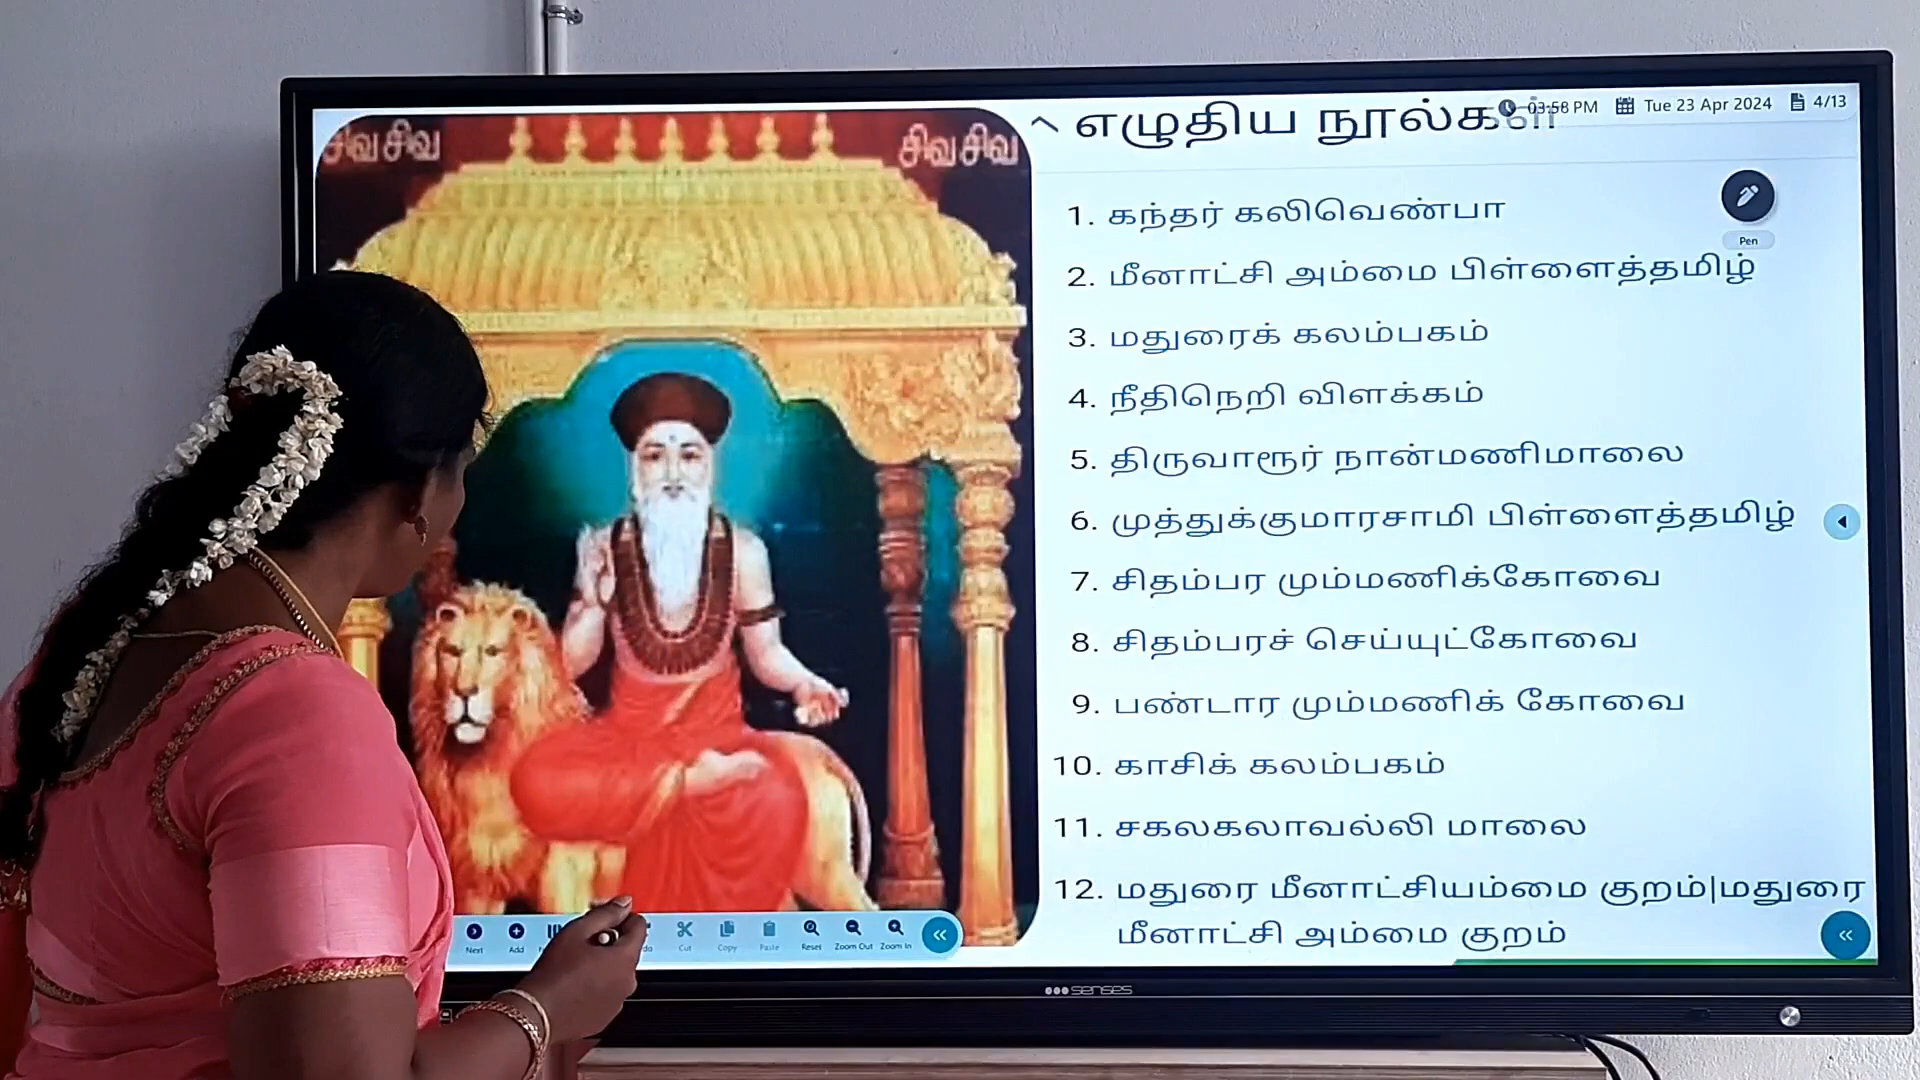 சிவசிவ
சிவசிவ
எழுதிய நூல்கள்
03:58 PM
Tue 23 Apr 2024
4/13
Pen
1. கந்தர் கலிவெண்பா
2. மீனாட்சி அம்மை பிள்ளைத்தமிழ்
3. மதுரைக் கலம்பகம்
4. நீதிநெறி விளக்கம்
5. திருவாரூர் நான்மணிமாலை
6. முத்துக்குமாரசாமி பிள்ளைத்தமிழ்
7. சிதம்பர மும்மணிக்கோவை
8. சிதம்பரச் செய்யுட்கோவை
9. பண்டார மும்மணிக் கோவை
10. காசிக் கலம்பகம்
11. சகலகலாவல்லி மாலை
12. மதுரை மீனாட்சியம்மை குறம்|மதுரை
மீனாட்சி அம்மை குறம்
Next Add Cut Copy Paste Reset Zoom Out Zoom In
senses